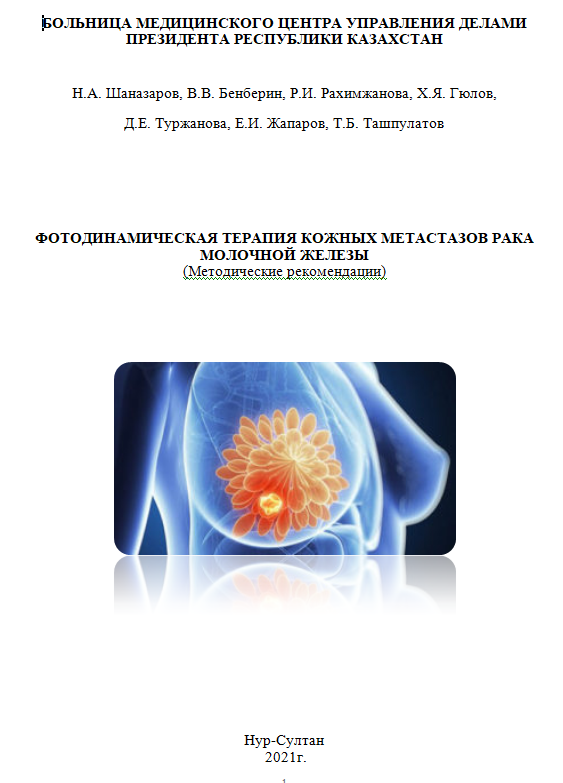 БОЛЬНИЦА МЕДИЦИНСКОГО ЦЕНТРА УПРАВЛЕНИЯ ДЕЛАМИ
ПРЕЗИДЕНТА РЕСПУБЛИКИ КАЗАХСТАН
Н.А. Шаназаров, В.В. Бенберин, Р.И. Рахимжанова, Х.Я. Гюлов,
Д.Е. Туржанова, Е.И. Жапаров, Т.Б. Ташпулатов
ФОТОДИНАМИЧЕСКАЯ ТЕРАПИЯ КОЖНЫХ МЕТАСТАЗОВ РАКА
МОЛОЧНОЙ ЖЕЛЕЗЫ
(Методические рекомендации)
Нур-Султан
2021г.
1